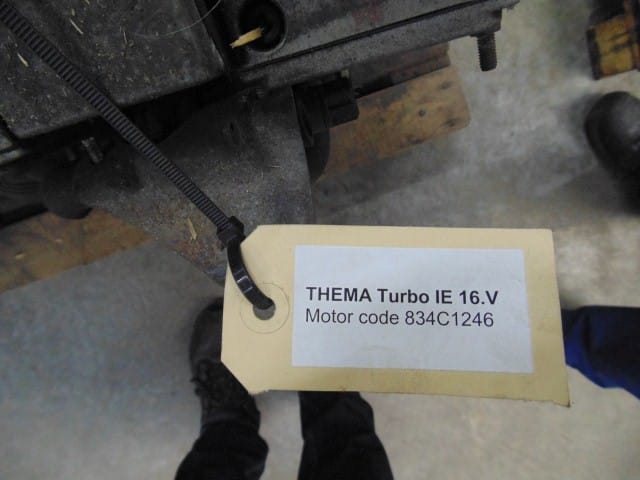 THEMA Turbo IE 16.V
Motor code 834C1246